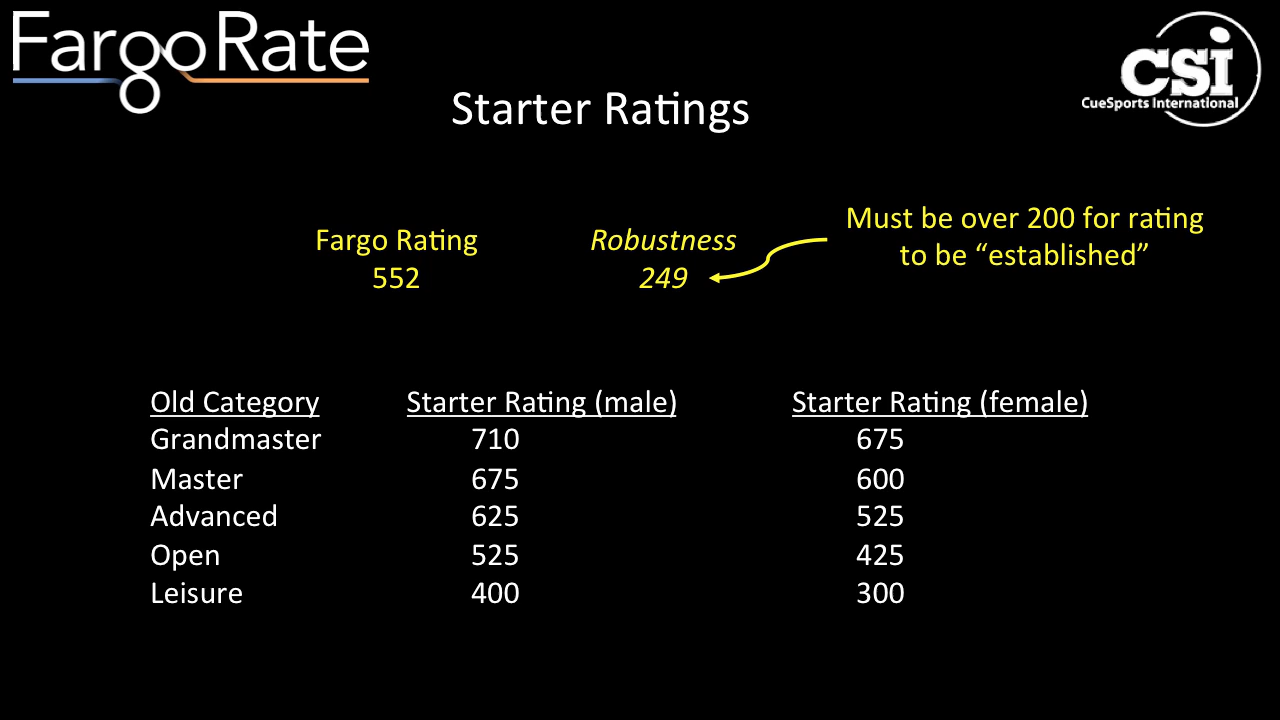 FargoRate
CSI
CueSports International
Starter Ratings
Must be over 200 for rating
to be “established”
Fargo Rating Robustness
552 249
Old Category Starter Rating (male) Starter Rating (female)
Grandmaster 710 675
Master 675 600
Advanced 625 525
Open 525 425
Leisure 400 300